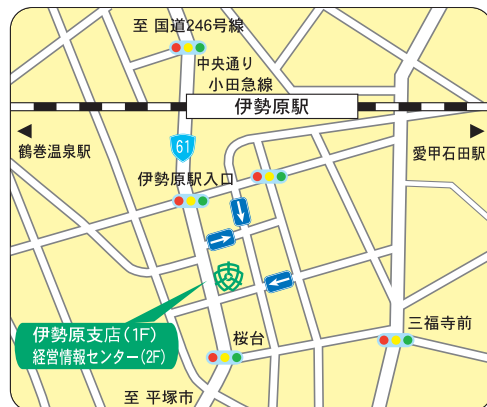 至 国道246号線
中央通り
小田急線
伊勢原駅
鶴巻温泉駅
61
愛甲石田駅
伊勢原駅入口
伊勢原支店(1F)
経営情報センター(2F)
桜台
三福寺前
至 平塚市